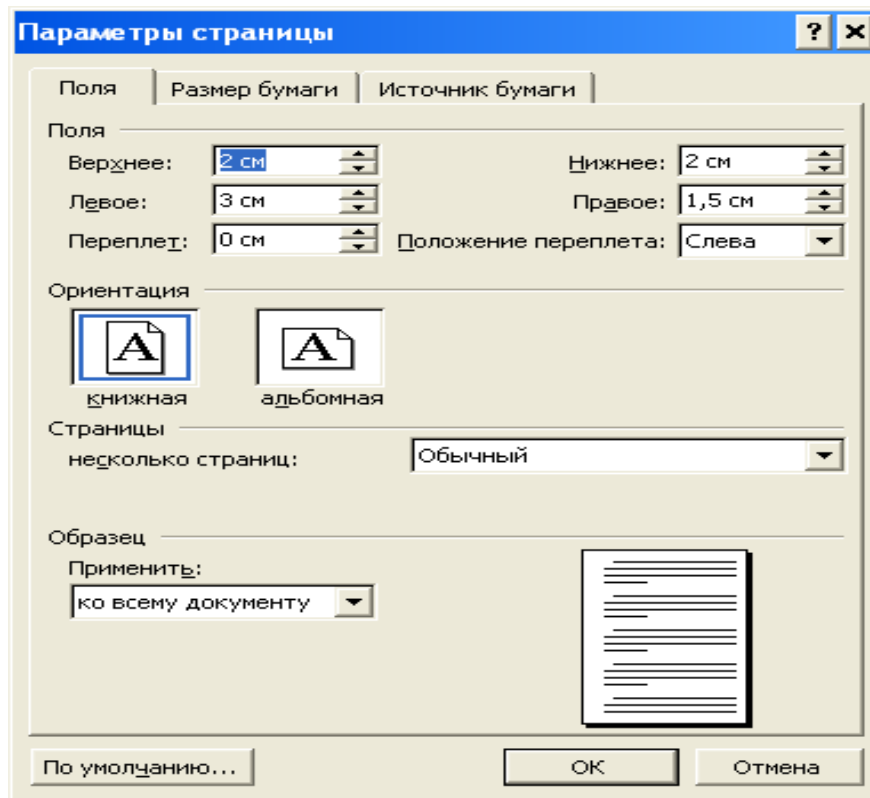 Параметры страницы
Поля Размер бумаги Источник бумаги
Поля
Верхнее: 2 см Нижнее: 2 см
Левое: 3 см Правое: 1,5 см
Переплет: 0 см Положение переплета: Слева
Ориентация
A A
книжная альбомная
Страницы
несколько страниц: Обычный
Образец
Применить:
ко всему документу
По умолчанию... ОК Отмена